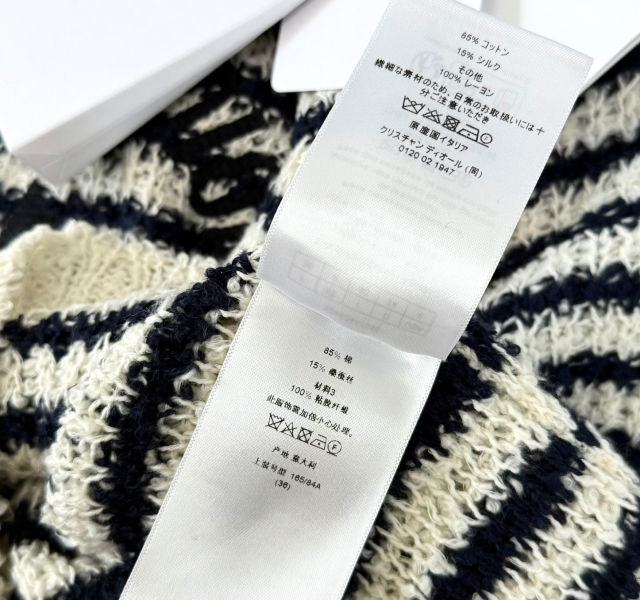 85% コットン
15% シルク
その他
100% レーヨン
繊細な素材のため、日常のお取扱いには十
分ご注意いただき
原産国イタリア
クリスチャン ディオール (同)
0120 02 1947
85% 棉
15% 桑蚕丝
材料3
100% 粘胶纤维
此服饰需加倍小心处理。
产地 意大利
上装号型 165/84A
(36)